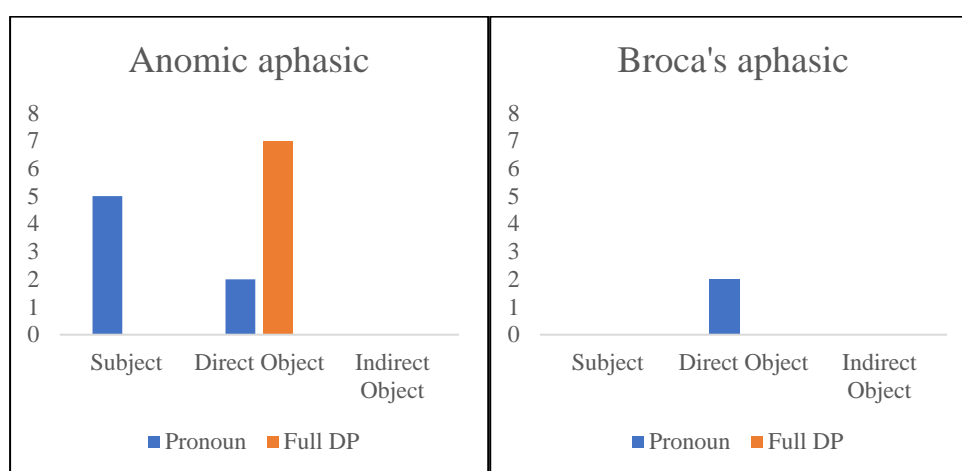 Anomic aphasic
8
7
6
5
4
3
2
1
0
Subject
Direct Object
Indirect
Object
Pronoun
Full DP
Broca's aphasic
8
7
6
5
4
3
2
1
0
Subject
Direct Object
Indirect
Object
Pronoun
Full DP